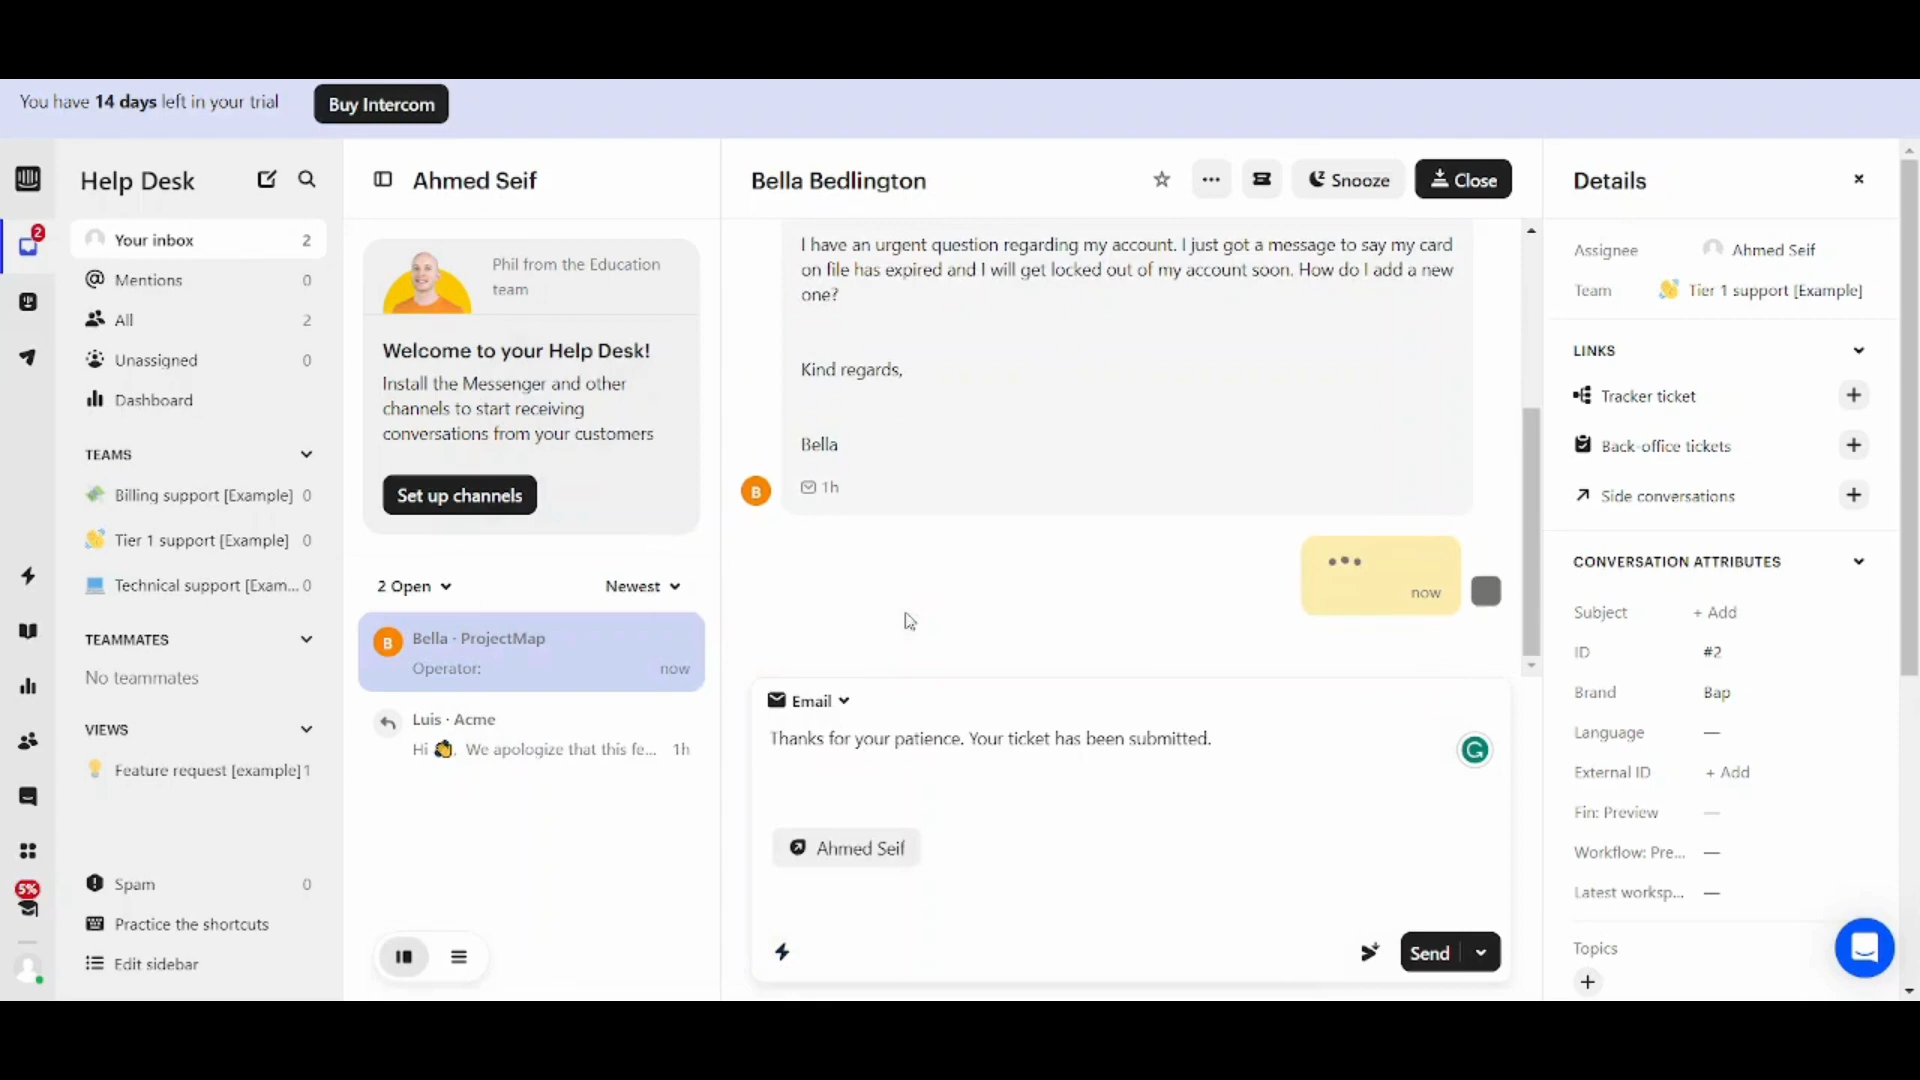 You have 14 days left in your trial
Buy Intercom
2
Help Desk
Your inbox 2
Mentions 0
All 2
Unassigned 0
Dashboard
TEAMS
Billing support [Example] 0
Tier 1 support [Example] 0
Technical support [Exam... 0
TEAMMATES
No teammates
VIEWS
Feature request [example] 1
5%
Spam 0
Practice the shortcuts
Edit sidebar
Ahmed Seif
Phil from the Education
team
Welcome to your Help Desk!
Install the Messenger and other
channels to start receiving
conversations from your customers
Set up channels
2 Open
Newest
B
Bella · ProjectMap
Operator: now
Luis · Acme
Hi 👋. We apologize that this fe... 1h
Bella Bedlington
Snooze
Close
I have an urgent question regarding my account. I just got a message to say my card
on file has expired and I will get locked out of my account soon. How do I add a new
one?
Kind regards,
Bella
B
1h
now
Email
Thanks for your patience. Your ticket has been submitted.
Ahmed Seif
Send
Details
Assignee Ahmed Seif
Team Tier 1 support [Example]
LINKS
Tracker ticket
Back-office tickets
Side conversations
CONVERSATION ATTRIBUTES
Subject + Add
ID #2
Brand Bap
Language —
External ID + Add
Fin: Preview —
Workflow: Pre... —
Latest worksp... —
Topics
+